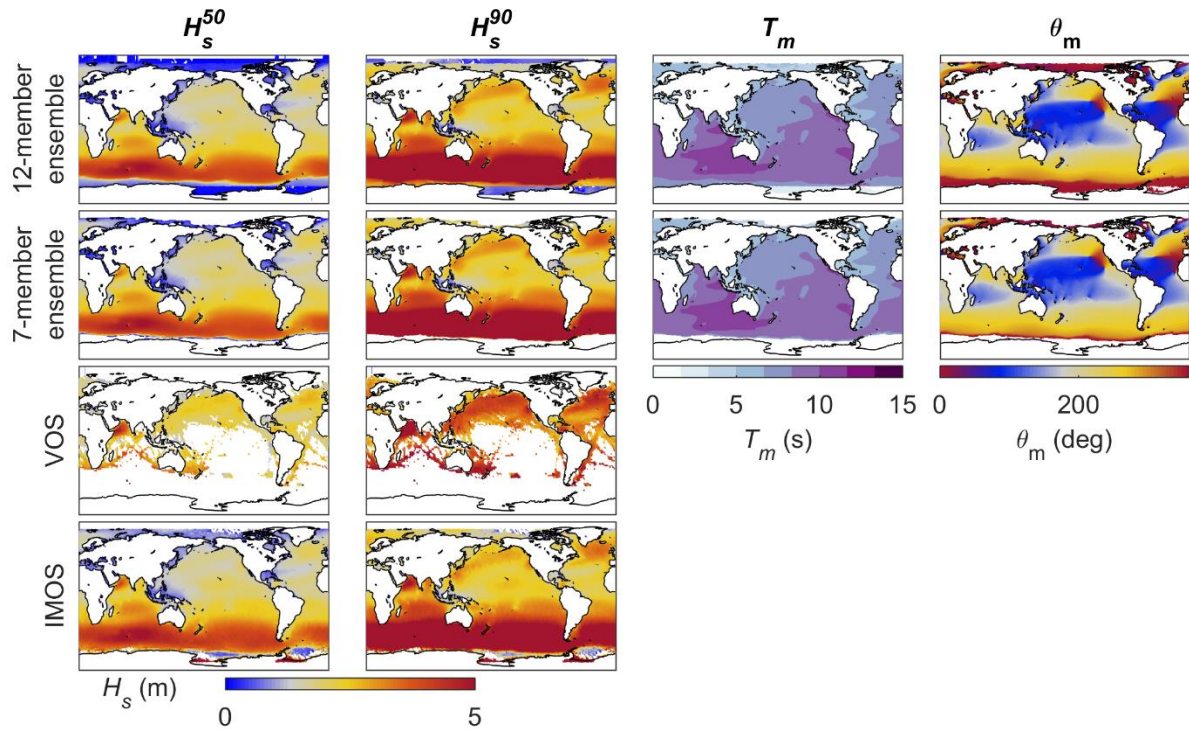 H_s^50 H_s^90 T_m θ_m
12-member
ensemble
7-member
ensemble
VOS
IMOS
0 5 10 15
T_m (s)
0 200
θ_m (deg)
H_s (m)
0 5